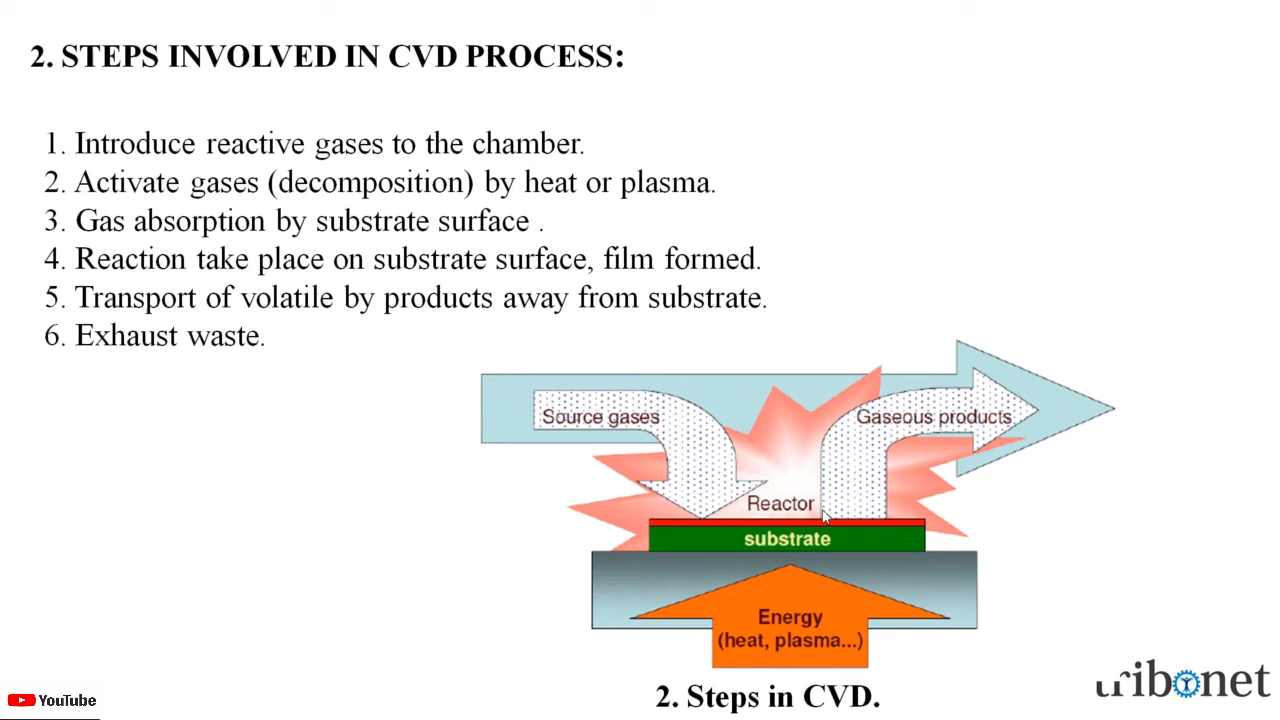 2. STEPS INVOLVED IN CVD PROCESS:
1. Introduce reactive gases to the chamber.
2. Activate gases (decomposition) by heat or plasma.
3. Gas absorption by substrate surface .
4. Reaction take place on substrate surface, film formed.
5. Transport of volatile by products away from substrate.
6. Exhaust waste.
Source gases
Gaseous products
Reactor
substrate
Energy
(heat, plasma...)
2. Steps in CVD.
tribonet
YouTube